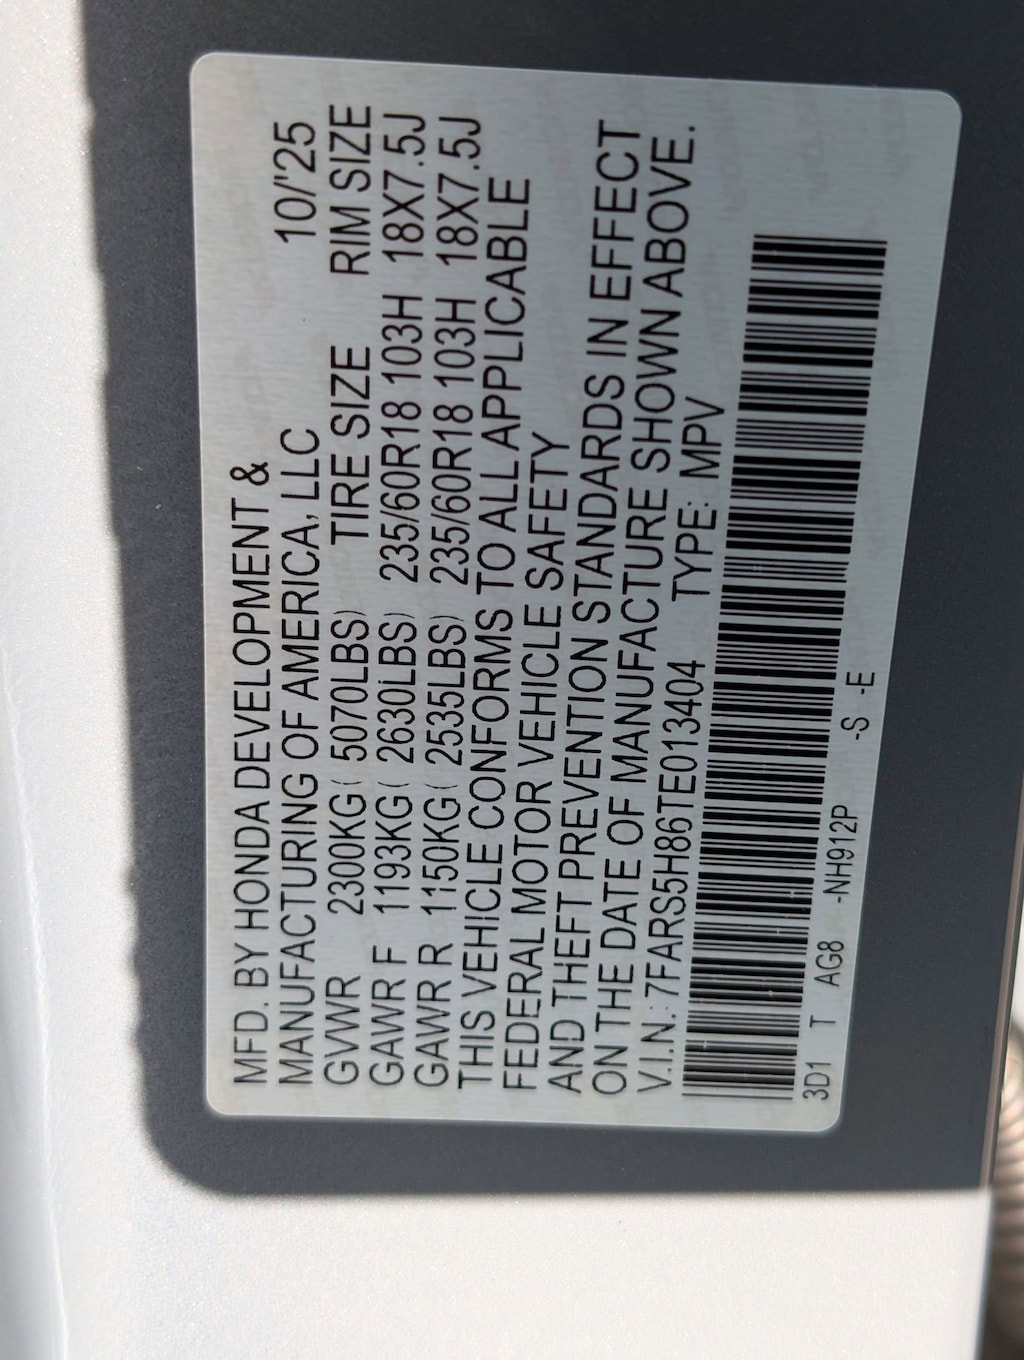 MFD. BY HONDA DEVELOPMENT &
MANUFACTURING OF AMERICA, LLC 10/'25
GVWR 2300KG ( 5070LBS) TIRE SIZE RIM SIZE
GAWR F 1193KG ( 2630LBS) 235/60R18 103H 18X7.5J
GAWR R 1150KG ( 2535LBS) 235/60R18 103H 18X7.5J
THIS VEHICLE CONFORMS TO ALL APPLICABLE
FEDERAL MOTOR VEHICLE SAFETY
AND THEFT PREVENTION STANDARDS IN EFFECT
ON THE DATE OF MANUFACTURE SHOWN ABOVE.
V.I.N.: 7FARS5H86TE013404 TYPE: MPV
3D1 T AG8 -NH912P -S -E